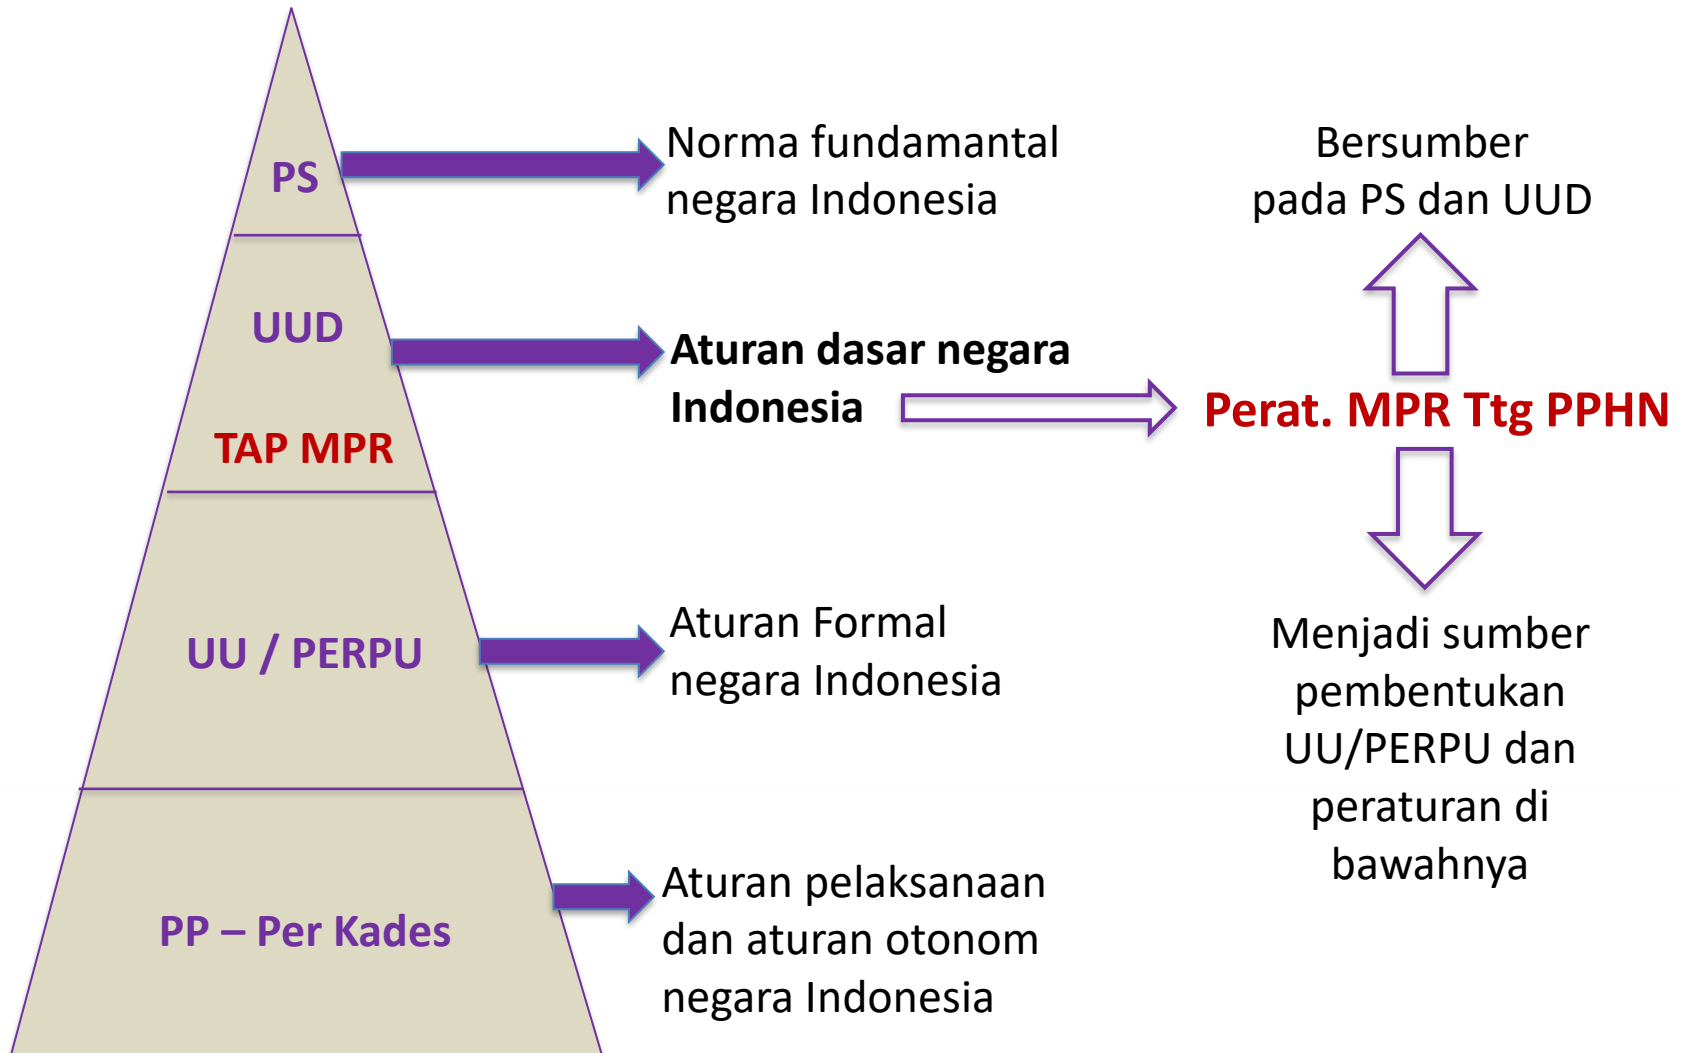 PS
UUD
TAP MPR
UU / PERPU
PP – Per Kades
Norma fundamantal
negara Indonesia
Aturan dasar negara
Indonesia
Aturan Formal
negara Indonesia
Aturan pelaksanaan
dan aturan otonom
negara Indonesia
Bersumber
pada PS dan UUD
Perat. MPR Ttg PPHN
Menjadi sumber
pembentukan
UU/PERPU dan
peraturan di
bawahnya